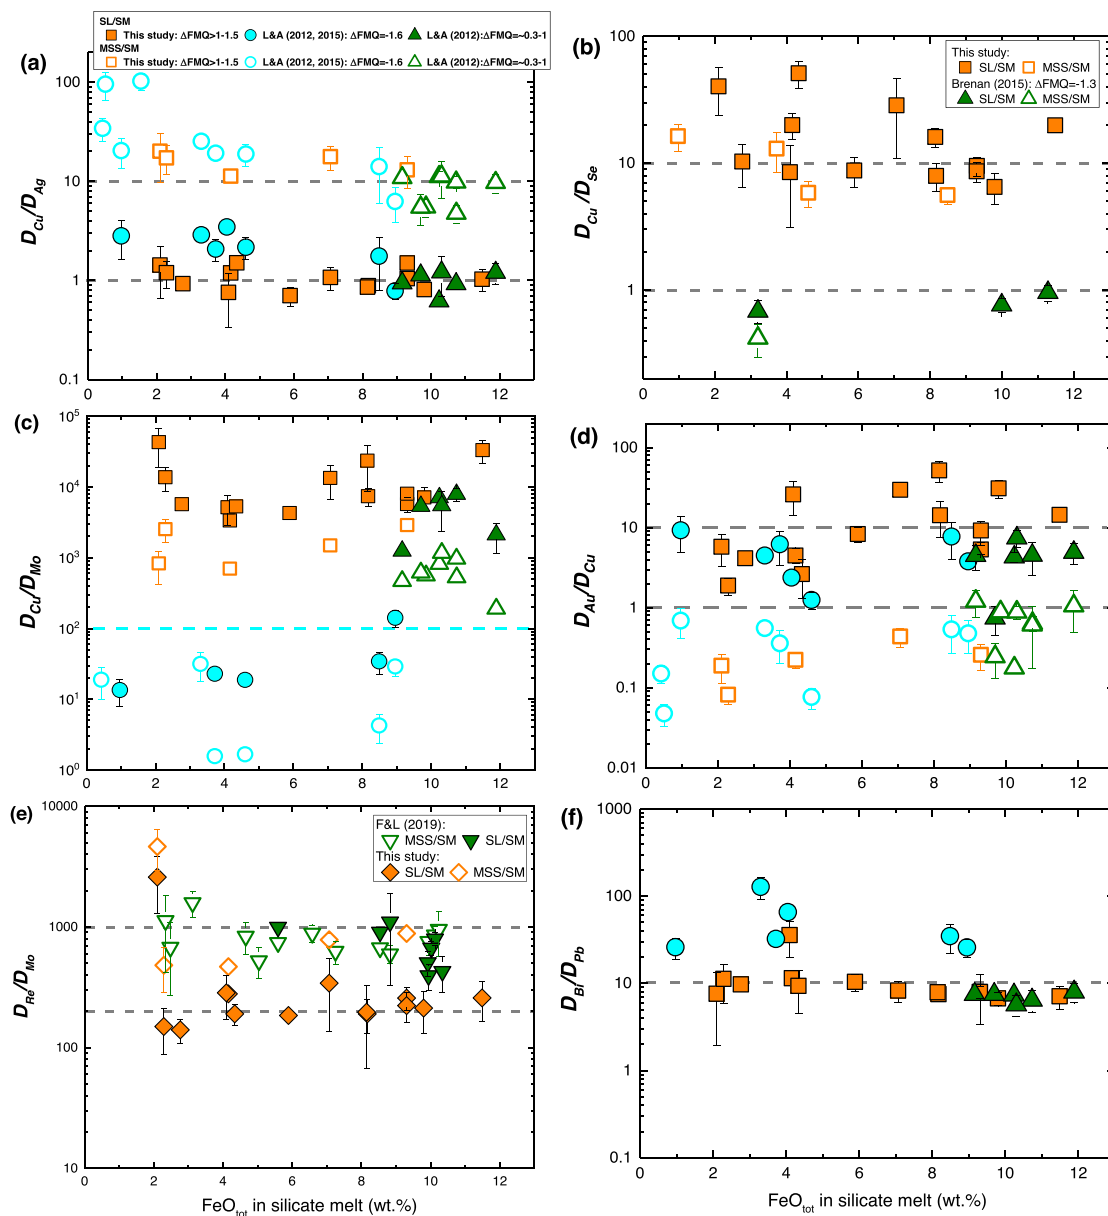 SL/SM
This study: ΔFMQ>1-1.5 L&A (2012, 2015): ΔFMQ=-1.6 L&A (2012):ΔFMQ=~0.3-1
MSS/SM
This study: ΔFMQ>1-1.5 L&A (2012, 2015): ΔFMQ=-1.6 L&A (2012):ΔFMQ=~0.3-1
(a)
100
10
1
0.1
D_Cu/D_Ag
0 2 4 6 8 10 12
(b)
This study:
SL/SM MSS/SM
Brenan (2015): ΔFMQ=-1.3
SL/SM MSS/SM
100
10
1
D_Cu/D_Se
0 2 4 6 8 10 12
(c)
10^5
10^4
10^3
10^2
10^1
10^0
D_Cu/D_Mo
0 2 4 6 8 10 12
(d)
100
10
1
0.1
0.01
D_Au/D_Cu
0 2 4 6 8 10 12
(e)
F&L (2019):
MSS/SM SL/SM
This study:
SL/SM MSS/SM
10000
1000
100
10
D_Re/D_Mo
0 2 4 6 8 10 12
FeO_tot in silicate melt (wt.%)
(f)
1000
100
10
1
0.1
D_Bi/D_Pb
0 2 4 6 8 10 12
FeO_tot in silicate melt (wt.%)